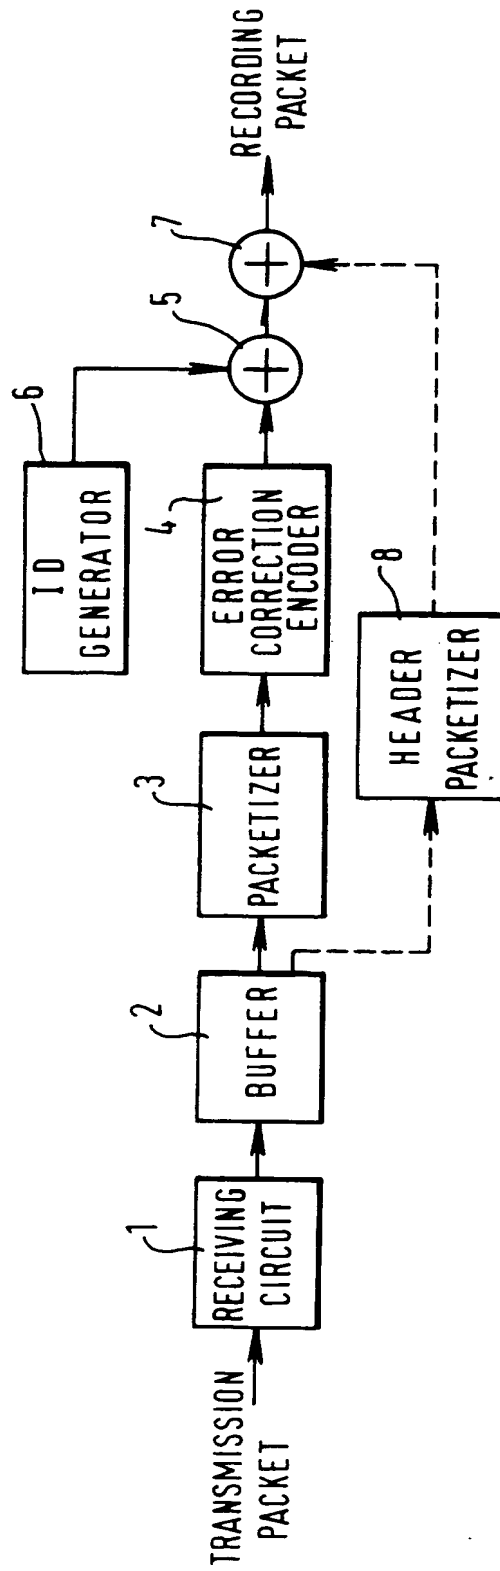 TRANSMISSION
PACKET
1
RECEIVING
CIRCUIT
2
BUFFER
3
PACKETIZER
4
ERROR
CORRECTION
ENCODER
6
ID
GENERATOR
5
7
RECORDING
PACKET
8
HEADER
PACKETIZER